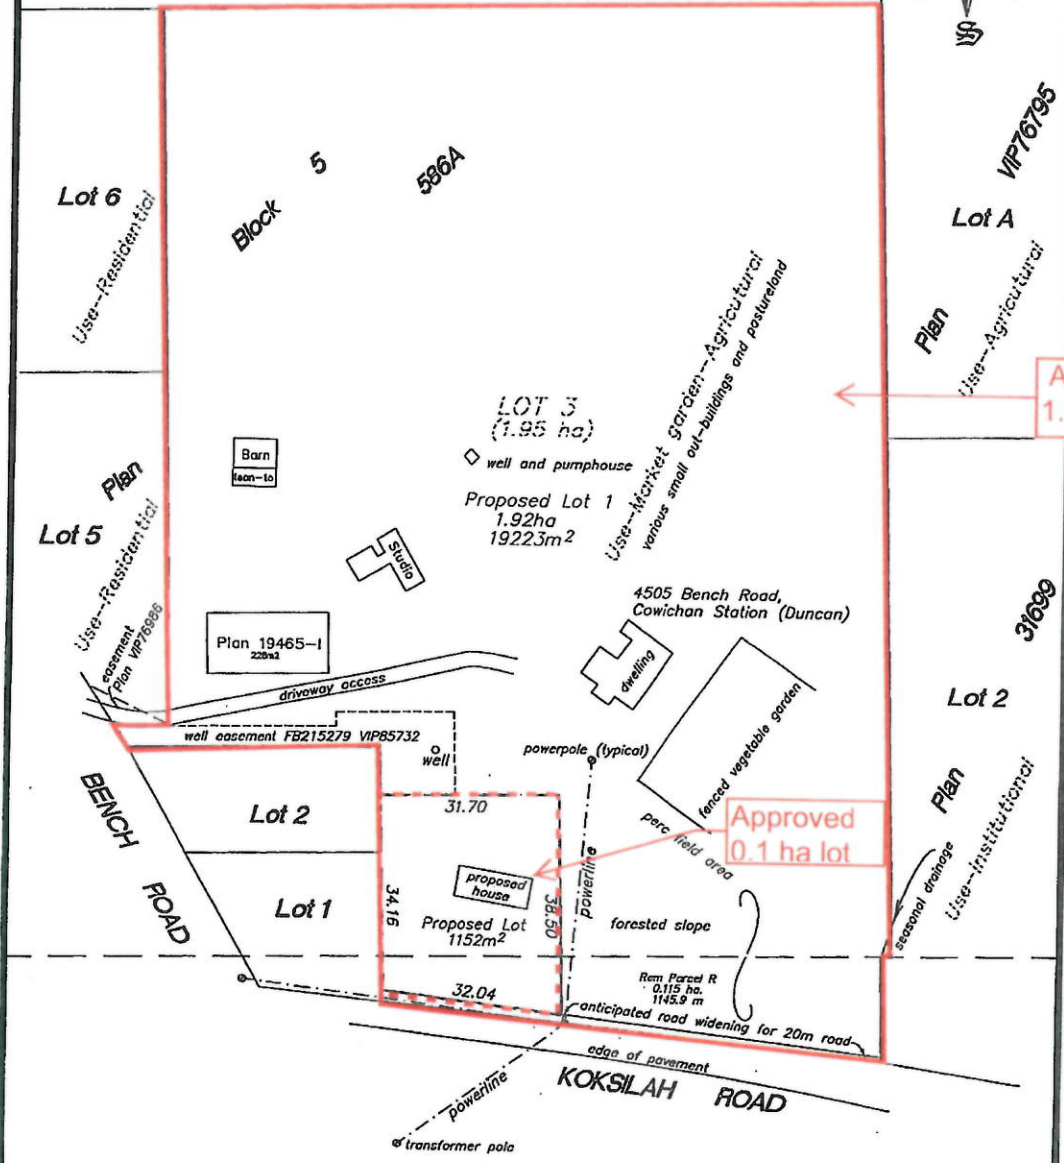 S
Lot 6
Use--Residential
Block 5 586A
VIP76795
Lot A
Plan
Use--Agricutural
A
1.
LOT 3
(1.95 ha)
well and pumphouse
Proposed Lot 1
1.92ha
19223m²
Use--Market garden--Agricutural
various small out-buildings and pastureland
Barn
lean-to
Plan
Lot 5
Use--Residential
easement
Plan VIP76986
Studio
Plan 19465-I
228m2
driveway access
4505 Bench Road,
Cowichan Station (Duncan)
dwelling
fenced vegetable garden
31699
Lot 2
Plan
Use--Institutional
seasonal drainage
well easement FB215279 VIP85732
well
powerpole (typical)
31.70
BENCH ROAD
Lot 2
Lot 1
Approved
0.1 ha lot
perc field area
powerline
proposed
house
34.16
38.50
Proposed Lot
1152m²
forested slope
32.04
Rem Parcel R
0.115 ha.
1145.9 m
anticipated road widening for 20m road
edge of pavement
KOKSILAH ROAD
powerline
transformer pole